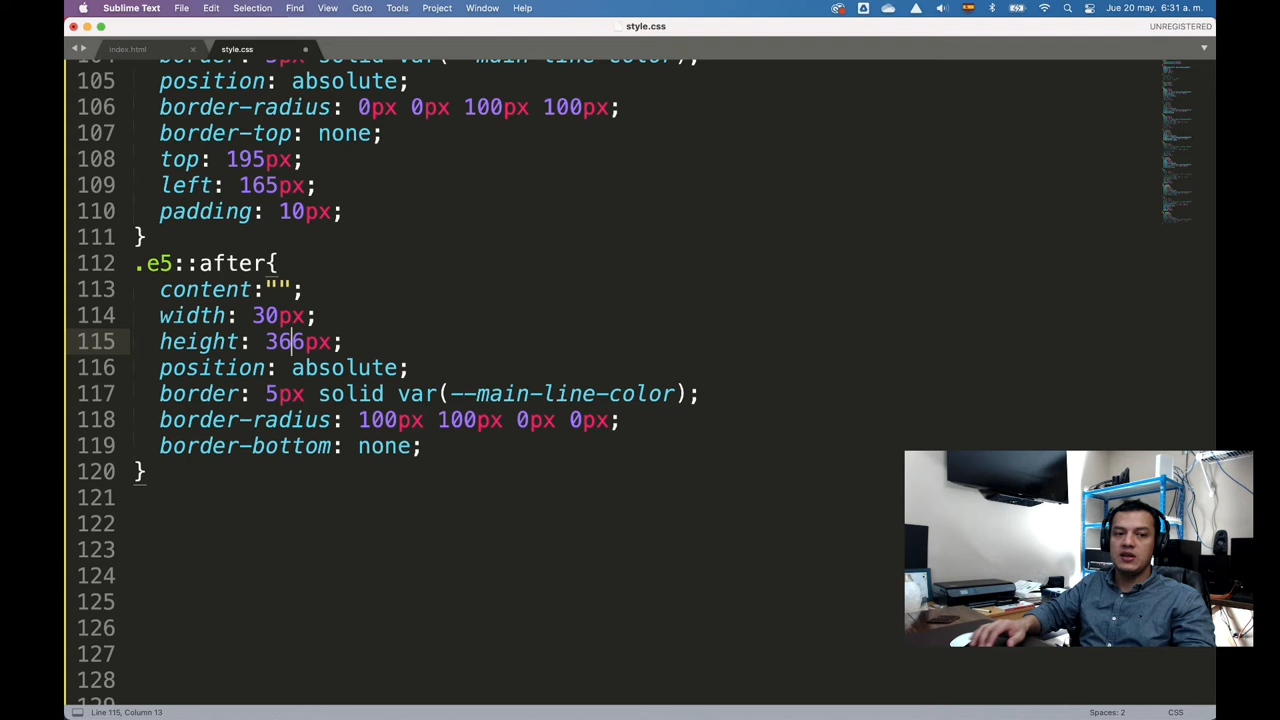 Sublime Text File Edit Selection Find View Goto Tools Project Window Help Jue 20 may. 6:31 a. m.
style.css UNREGISTERED
index.html style.css
border: 5px solid var(--main-line-color);
105 position: absolute;
106 border-radius: 0px 0px 100px 100px;
107 border-top: none;
108 top: 195px;
109 left: 165px;
110 padding: 10px;
111 }
112 .e5::after{
113 content:"";
114 width: 30px;
115 height: 366px;
116 position: absolute;
117 border: 5px solid var(--main-line-color);
118 border-radius: 100px 100px 0px 0px;
119 border-bottom: none;
120 }
121
122
123
124
125
126
127
128
Line 115, Column 13 Spaces: 2 CSS